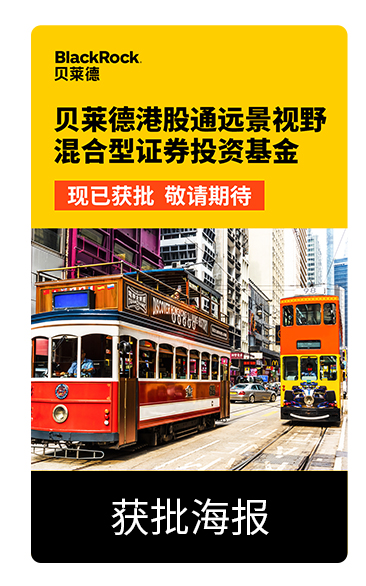 BlackRock.
贝莱德
贝莱德港股通远景视野
混合型证券投资基金
现已获批 敬请期待
98
获批海报